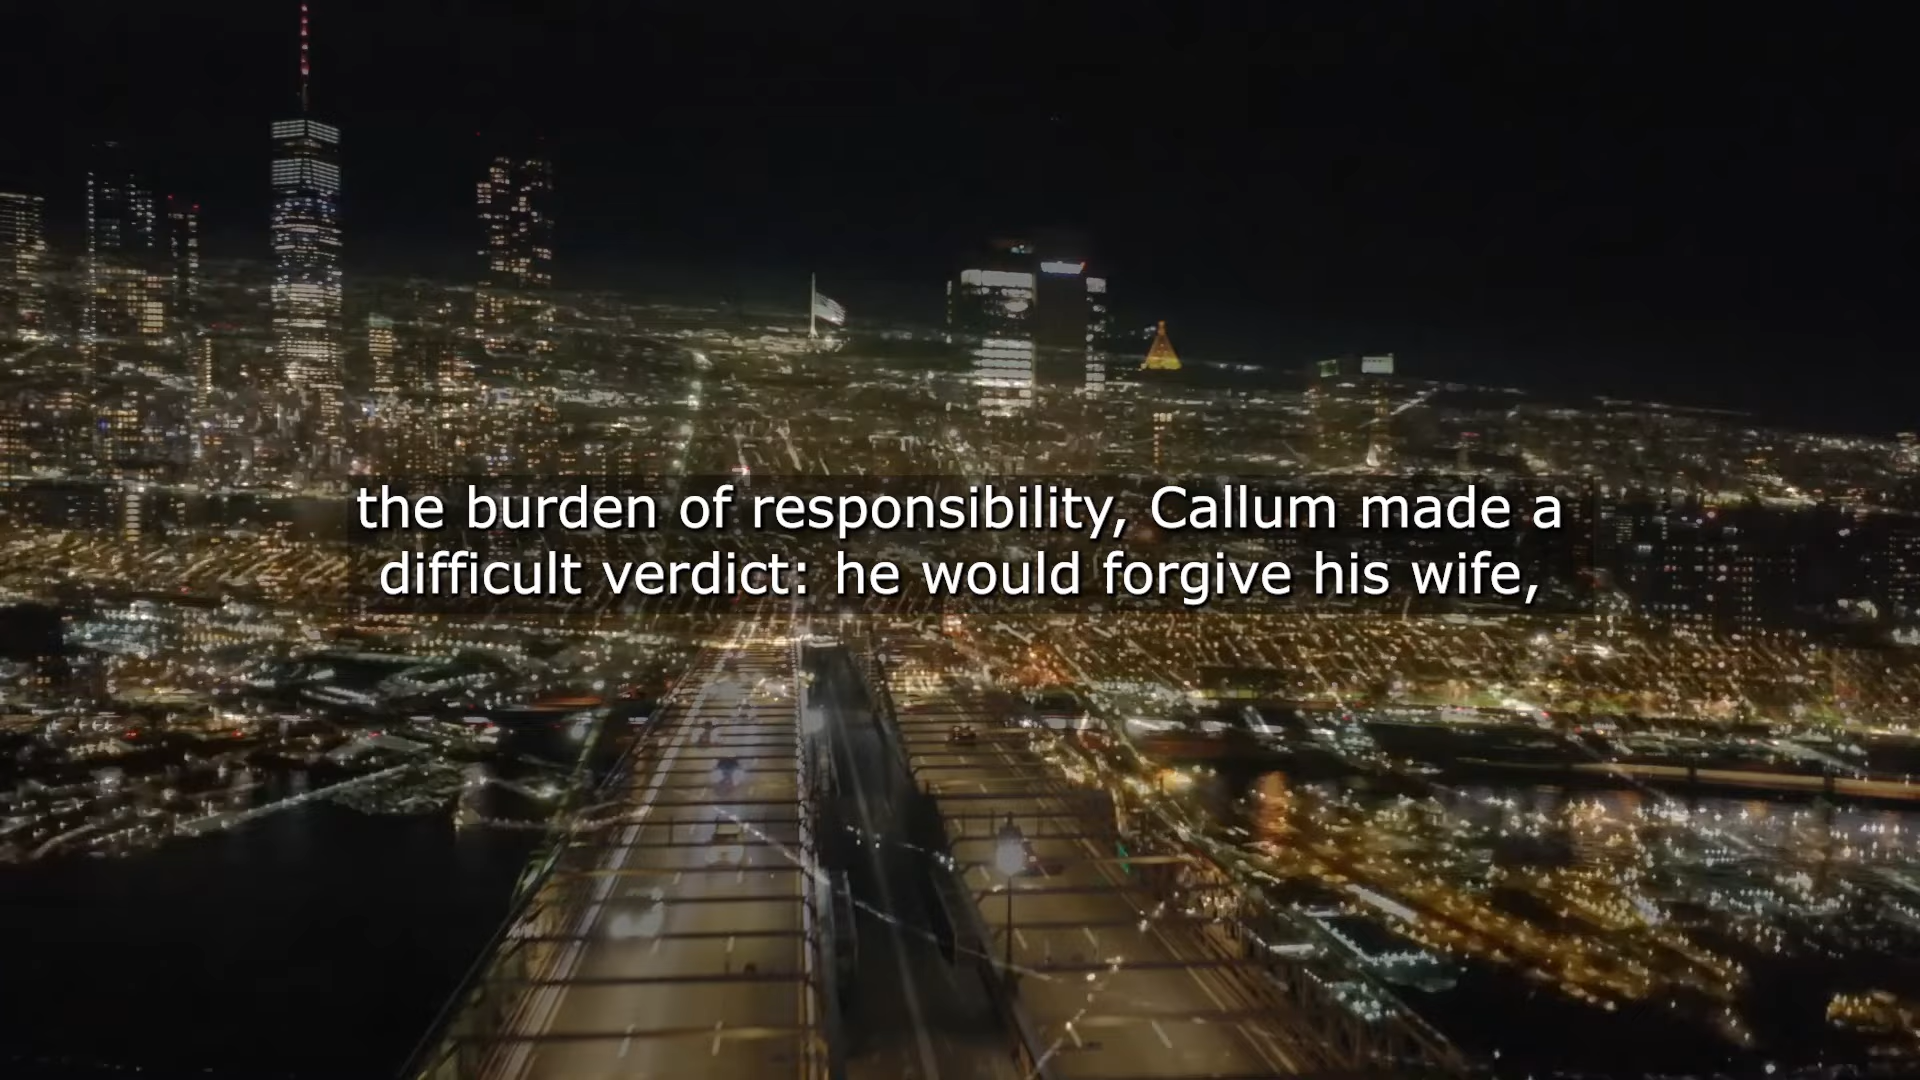 the burden of responsibility, Callum made a
difficult verdict: he would forgive his wife,